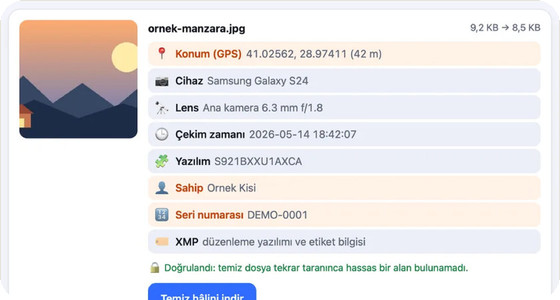 ornek-manzara.jpg 9,2 KB → 8,5 KB
Konum (GPS) 41.02562, 28.97411 (42 m)
Cihaz Samsung Galaxy S24
Lens Ana kamera 6.3 mm f/1.8
Çekim zamanı 2026-05-14 18:42:07
Yazılım S921BXXU1AXCA
Sahip Ornek Kisi
Seri numarası DEMO-0001
XMP düzenleme yazılımı ve etiket bilgisi
Doğrulandı: temiz dosya tekrar taranınca hassas bir alan bulunamadı.
Temiz hâlini indir